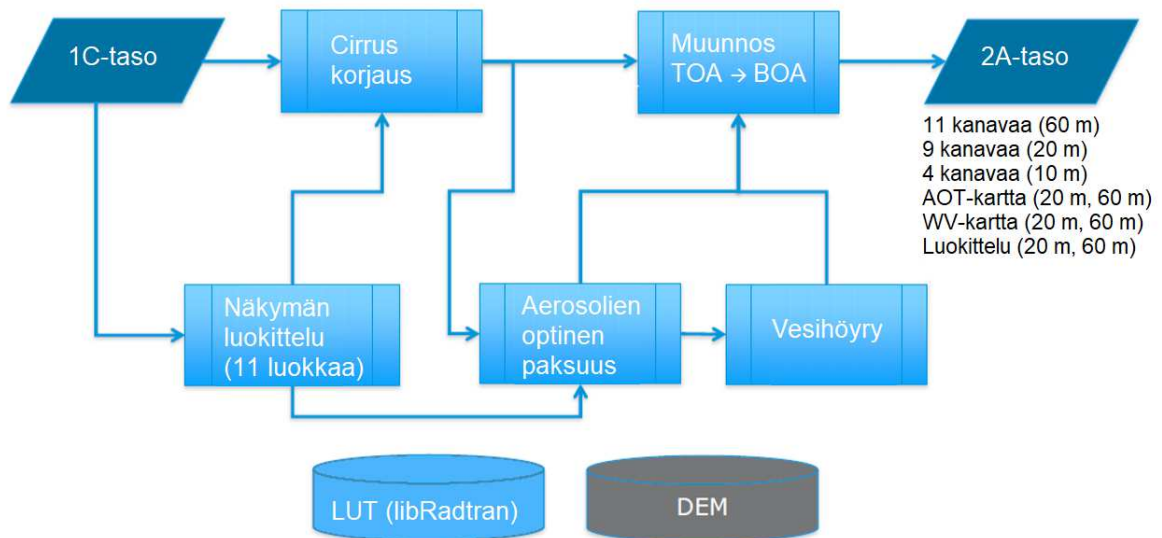 1C-taso
Cirrus
korjaus
Muunnos
TOA → BOA
2A-taso
11 kanavaa (60 m)
9 kanavaa (20 m)
4 kanavaa (10 m)
AOT-kartta (20 m, 60 m)
WV-kartta (20 m, 60 m)
Luokittelu (20 m, 60 m)
Näkymän
luokittelu
(11 luokkaa)
Aerosolien
optinen
paksuus
Vesihöyry
LUT (libRadtran)
DEM